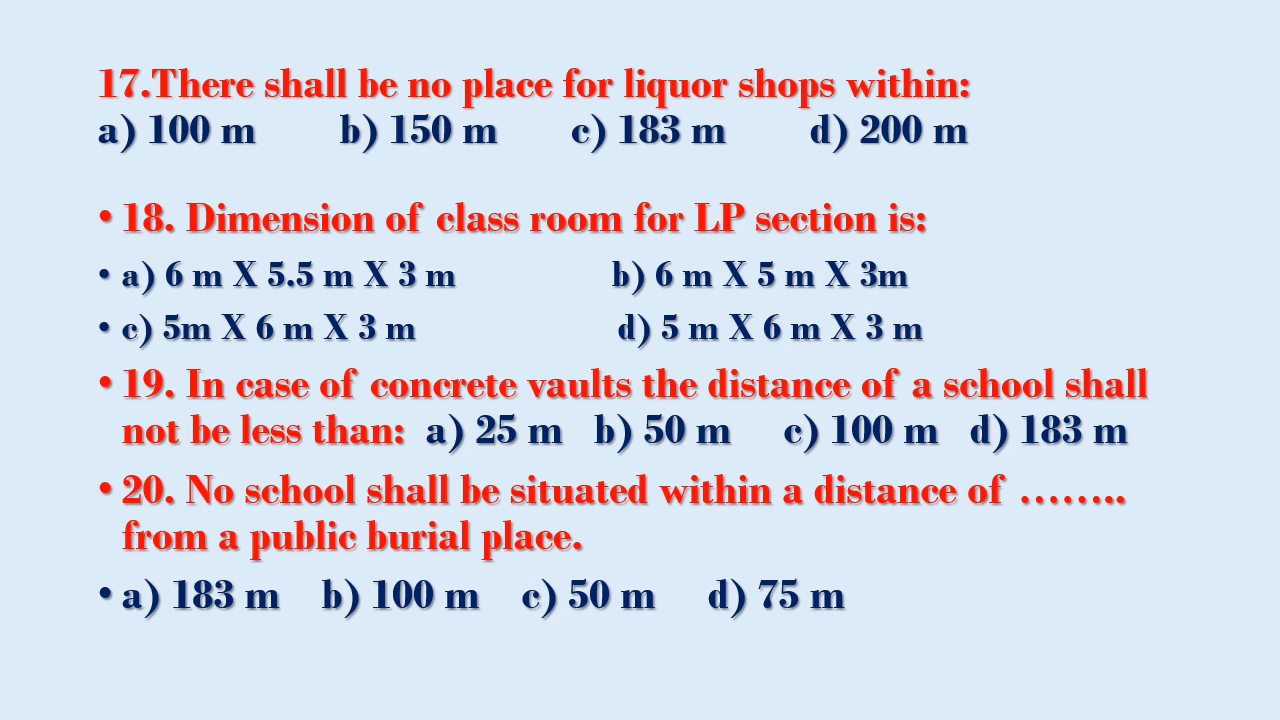 17.There shall be no place for liquor shops within:
a) 100 m b) 150 m c) 183 m d) 200 m
• 18. Dimension of class room for LP section is:
• a) 6 m X 5.5 m X 3 m b) 6 m X 5 m X 3m
• c) 5m X 6 m X 3 m d) 5 m X 6 m X 3 m
• 19. In case of concrete vaults the distance of a school shall
not be less than: a) 25 m b) 50 m c) 100 m d) 183 m
• 20. No school shall be situated within a distance of ……..
from a public burial place.
• a) 183 m b) 100 m c) 50 m d) 75 m